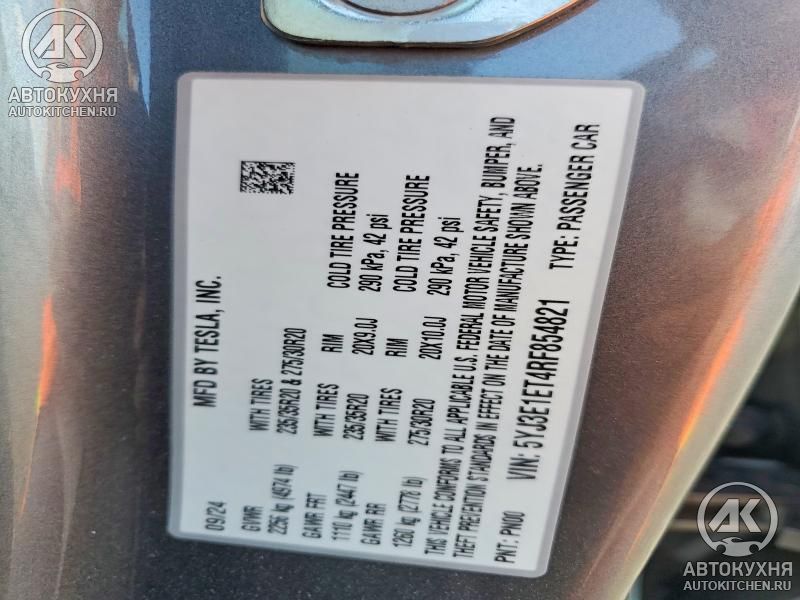 AK
АВТОКУХНЯ
AUTOKITCHEN.RU
MFD BY TESLA, INC.
09/24
GVWR WITH TIRES
2256 kg (4974 lb) 235/35R20 & 275/30R20
GAWR FRT WITH TIRES RIM COLD TIRE PRESSURE
1110 kg (2447 lb) 235/35R20 20X9.0J 290 kPa, 42 psi
GAWR RR WITH TIRES RIM COLD TIRE PRESSURE
1260 kg (2778 lb) 275/30R20 20X10.0J 290 kPa, 42 psi
THIS VEHICLE CONFORMS TO ALL APPLICABLE U.S. FEDERAL MOTOR VEHICLE SAFETY, BUMPER, AND
THEFT PREVENTION STANDARDS IN EFFECT ON THE DATE OF MANUFACTURE SHOWN ABOVE.
PNT: PN00 VIN: 5YJ3E1ET4RF854821 TYPE: PASSENGER CAR
AK
АВТОКУХНЯ
AUTOKITCHEN.RU